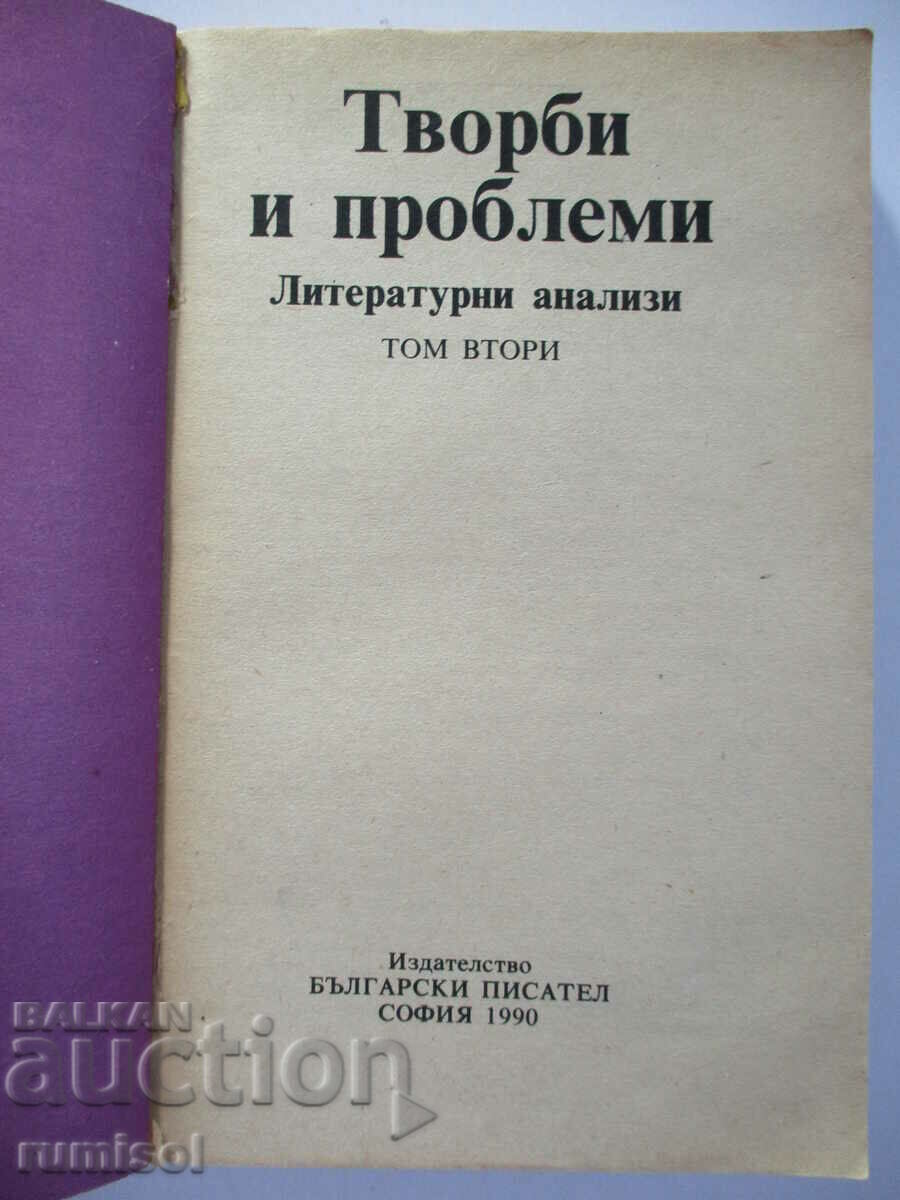 Творби
и проблеми
Литературни анализи
ТОМ ВТОРИ
Издателство
БЪЛГАРСКИ ПИСАТЕЛ
СОФИЯ 1990
BALKAN
auction
rumisol